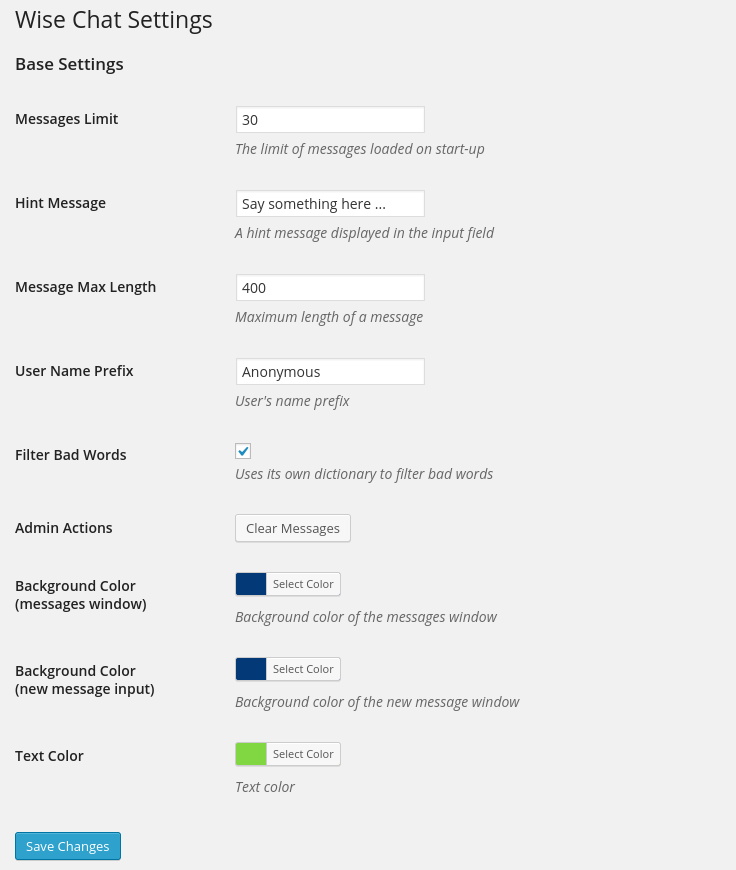 Wise Chat Settings
Base Settings
Messages Limit
30
The limit of messages loaded on start-up
Hint Message
Say something here ...
A hint message displayed in the input field
Message Max Length
400
Maximum length of a message
User Name Prefix
Anonymous
User's name prefix
Filter Bad Words
Uses its own dictionary to filter bad words
Admin Actions
Clear Messages
Background Color
(messages window)
Select Color
Background color of the messages window
Background Color
(new message input)
Select Color
Background color of the new message window
Text Color
Select Color
Text color
Save Changes